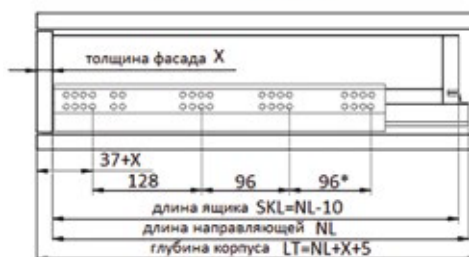 толщина фасада X
37+X
128 96 96*
длина ящика SKL=NL-10
длина направляющей NL
глубина корпуса LT=NL+X+5